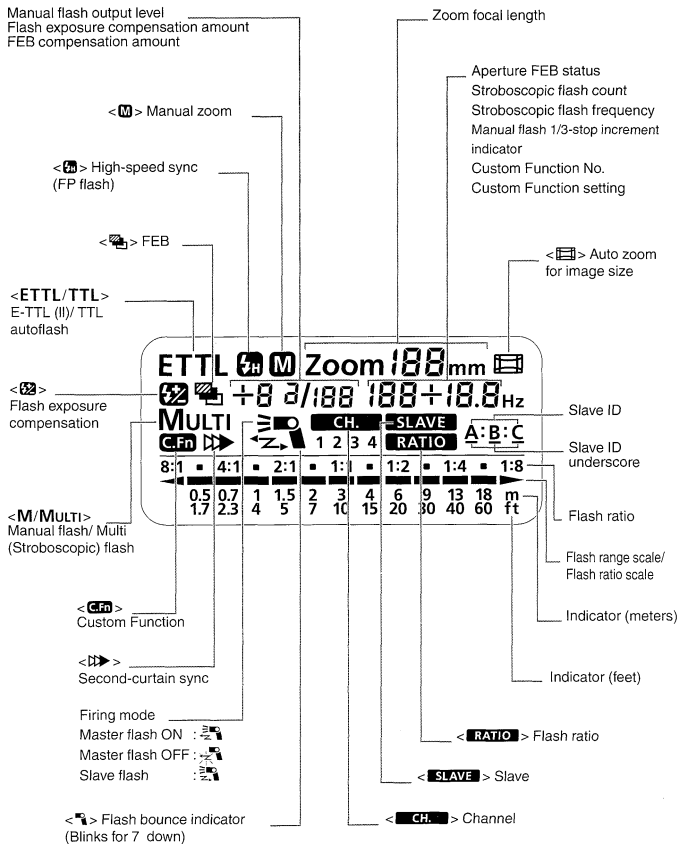 Manual flash output level
Flash exposure compensation amount
FEB compensation amount
Zoom focal length
Aperture FEB status
Stroboscopic flash count
Stroboscopic flash frequency
Manual flash 1/3-stop increment
indicator
Custom Function No.
Custom Function setting
<M> Manual zoom
<H> High-speed sync
(FP flash)
< > FEB
< > Auto zoom
for image size
<ETTL/TTL>
E-TTL (II)/ TTL
autoflash
ETTL H M Zoom 188 mm
÷8 a/188 188÷18.8 Hz
< >
Flash exposure
compensation
MULTI CH. SLAVE
C.Fn 1 2 3 4 RATIO A:B:C
Slave ID
Slave ID
underscore
8:1 ▪ 4:1 ▪ 2:1 ▪ 1:1 ▪ 1:2 ▪ 1:4 ▪ 1:8
0.5 0.7 1 1.5 2 3 4 6 9 13 18 m
1.7 2.3 4 5 7 10 15 20 30 40 60 ft
Flash ratio
<M/MULTI>
Manual flash/ Multi
(Stroboscopic) flash
Flash range scale/
Flash ratio scale
<C.Fn>
Custom Function
Indicator (meters)
< >
Second-curtain sync
Indicator (feet)
Firing mode
Master flash ON :
Master flash OFF :
Slave flash :
<RATIO> Flash ratio
<SLAVE> Slave
< > Flash bounce indicator
(Blinks for 7 down)
<CH.> Channel